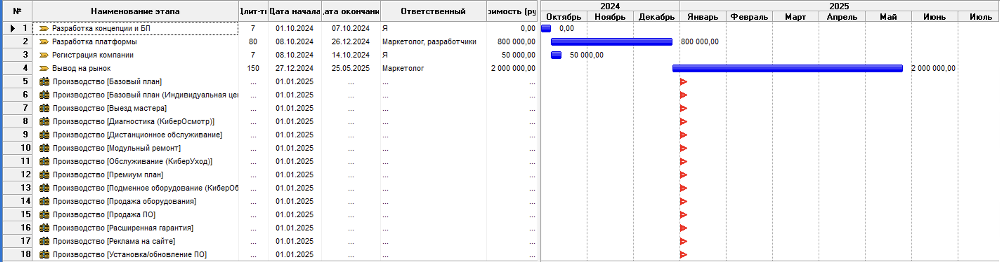 № Наименование этапа Длит-ть Дата начала ата окончани Ответственный оимость (ру 2024 2025
Октябрь Ноябрь Декабрь Январь Февраль Март Апрель Май Июнь Июль
1 Разработка концепции и БП 7 01.10.2024 07.10.2024 Я 0,00 0,00
2 Разработка платформы 80 08.10.2024 26.12.2024 Маркетолог, разработчики 800 000,00 800 000,00
3 Регистрация компании 7 08.10.2024 14.10.2024 Я 50 000,00 50 000,00
4 Вывод на рынок 150 27.12.2024 25.05.2025 Маркетолог 2 000 000,00 2 000 000,00
5 Производство [Базовый план] ... 01.01.2025 ... ... ...
6 Производство [Базовый план (Индивидуальная цен ... 01.01.2025 ... ... ...
7 Производство [Выезд мастера] ... 01.01.2025 ... ... ...
8 Производство [Диагностика (КиберОсмотр)] ... 01.01.2025 ... ... ...
9 Производство [Дистанционное обслуживание] ... 01.01.2025 ... ... ...
10 Производство [Модульный ремонт] ... 01.01.2025 ... ... ...
11 Производство [Обслуживание (КиберУход)] ... 01.01.2025 ... ... ...
12 Производство [Премиум план] ... 01.01.2025 ... ... ...
13 Производство [Подменное оборудование (КиберОб ... 01.01.2025 ... ... ...
14 Производство [Продажа оборудования] ... 01.01.2025 ... ... ...
15 Производство [Продажа ПО] ... 01.01.2025 ... ... ...
16 Производство [Расширенная гарантия] ... 01.01.2025 ... ... ...
17 Производство [Реклама на сайте] ... 01.01.2025 ... ... ...
18 Производство [Установка/обновление ПО] ... 01.01.2025 ... ... ...